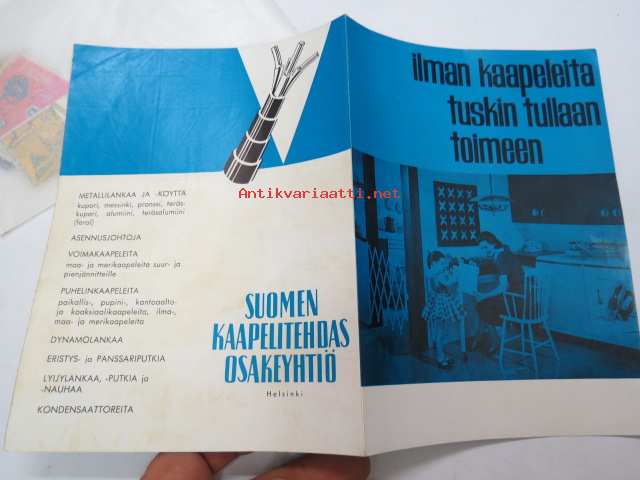 METALLILANKAA JA -KÖYTTÄ
kupari, messinki, pronssi, teräs-
kupari, alumiini, teräsalumiini
(feral)
ASENNUSJOHTOJA
VOIMAKAAPELEITA
maa- ja merikaapeleita suur- ja
pienjännitteille
PUHELINKAAPELEITA
paikallis-, pupini-, kantoaalto-
ja koaksiaalikaapeleita, ilma-,
maa- ja merikaapeleita
DYNAMOLANKAA
ERISTYS- ja PANSSARIPUTKIA
LYIJYLANKAA, -PUTKIA ja
-NAUHAA
KONDENSAATTOREITA
SUOMEN
KAAPELITEHDAS
OSAKEYHTIÖ
Helsinki
ilman kaapeleita
tuskin tullaan
toimeen
Antikvariaatti.net